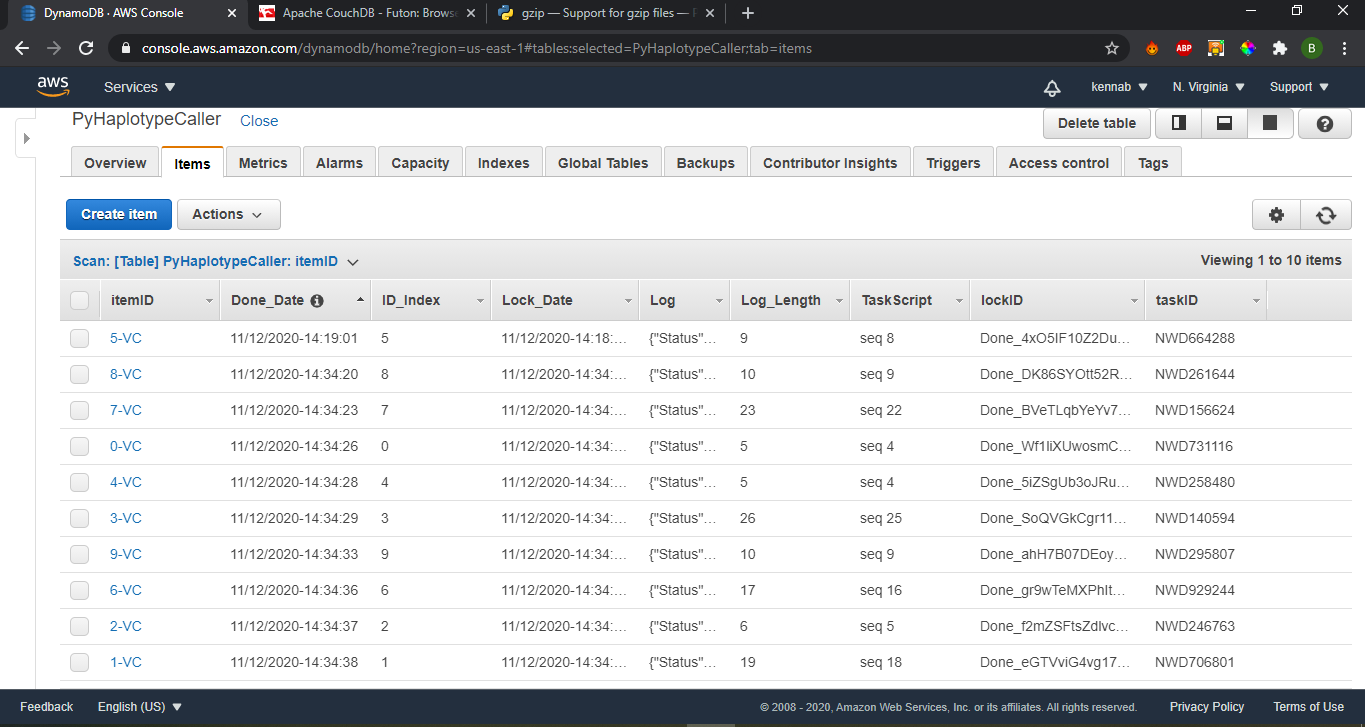 DynamoDB · AWS Console
Apache CouchDB - Futon: Browse
gzip — Support for gzip files —
console.aws.amazon.com/dynamodb/home?region=us-east-1#tables:selected=PyHaplotypeCaller;tab=items
ABP
B
aws Services kennab N. Virginia Support
PyHaplotypeCaller Close Delete table
Overview Items Metrics Alarms Capacity Indexes Global Tables Backups Contributor Insights Triggers Access control Tags
Create item Actions
Scan: [Table] PyHaplotypeCaller: itemID Viewing 1 to 10 items
itemID Done_Date ID_Index Lock_Date Log Log_Length TaskScript lockID taskID
5-VC 11/12/2020-14:19:01 5 11/12/2020-14:18:... {"Status"... 9 seq 8 Done_4xO5IF10Z2Du... NWD664288
8-VC 11/12/2020-14:34:20 8 11/12/2020-14:34:... {"Status"... 10 seq 9 Done_DK86SYOtt52R... NWD261644
7-VC 11/12/2020-14:34:23 7 11/12/2020-14:34:... {"Status"... 23 seq 22 Done_BVeTLqbYeYv7... NWD156624
0-VC 11/12/2020-14:34:26 0 11/12/2020-14:34:... {"Status"... 5 seq 4 Done_Wf1IiXUwosmC... NWD731116
4-VC 11/12/2020-14:34:28 4 11/12/2020-14:34:... {"Status"... 5 seq 4 Done_5iZSgUb3oJRu... NWD258480
3-VC 11/12/2020-14:34:29 3 11/12/2020-14:34:... {"Status"... 26 seq 25 Done_SoQVGkCgr11... NWD140594
9-VC 11/12/2020-14:34:33 9 11/12/2020-14:34:... {"Status"... 10 seq 9 Done_ahH7B07DEoy... NWD295807
6-VC 11/12/2020-14:34:36 6 11/12/2020-14:34:... {"Status"... 17 seq 16 Done_gr9wTeMXPhIt... NWD929244
2-VC 11/12/2020-14:34:37 2 11/12/2020-14:34:... {"Status"... 6 seq 5 Done_f2mZSFtsZdlvc... NWD246763
1-VC 11/12/2020-14:34:38 1 11/12/2020-14:34:... {"Status"... 19 seq 18 Done_eGTVviG4vg17... NWD706801
Feedback English (US) © 2008 - 2020, Amazon Web Services, Inc. or its affiliates. All rights reserved. Privacy Policy Terms of Use